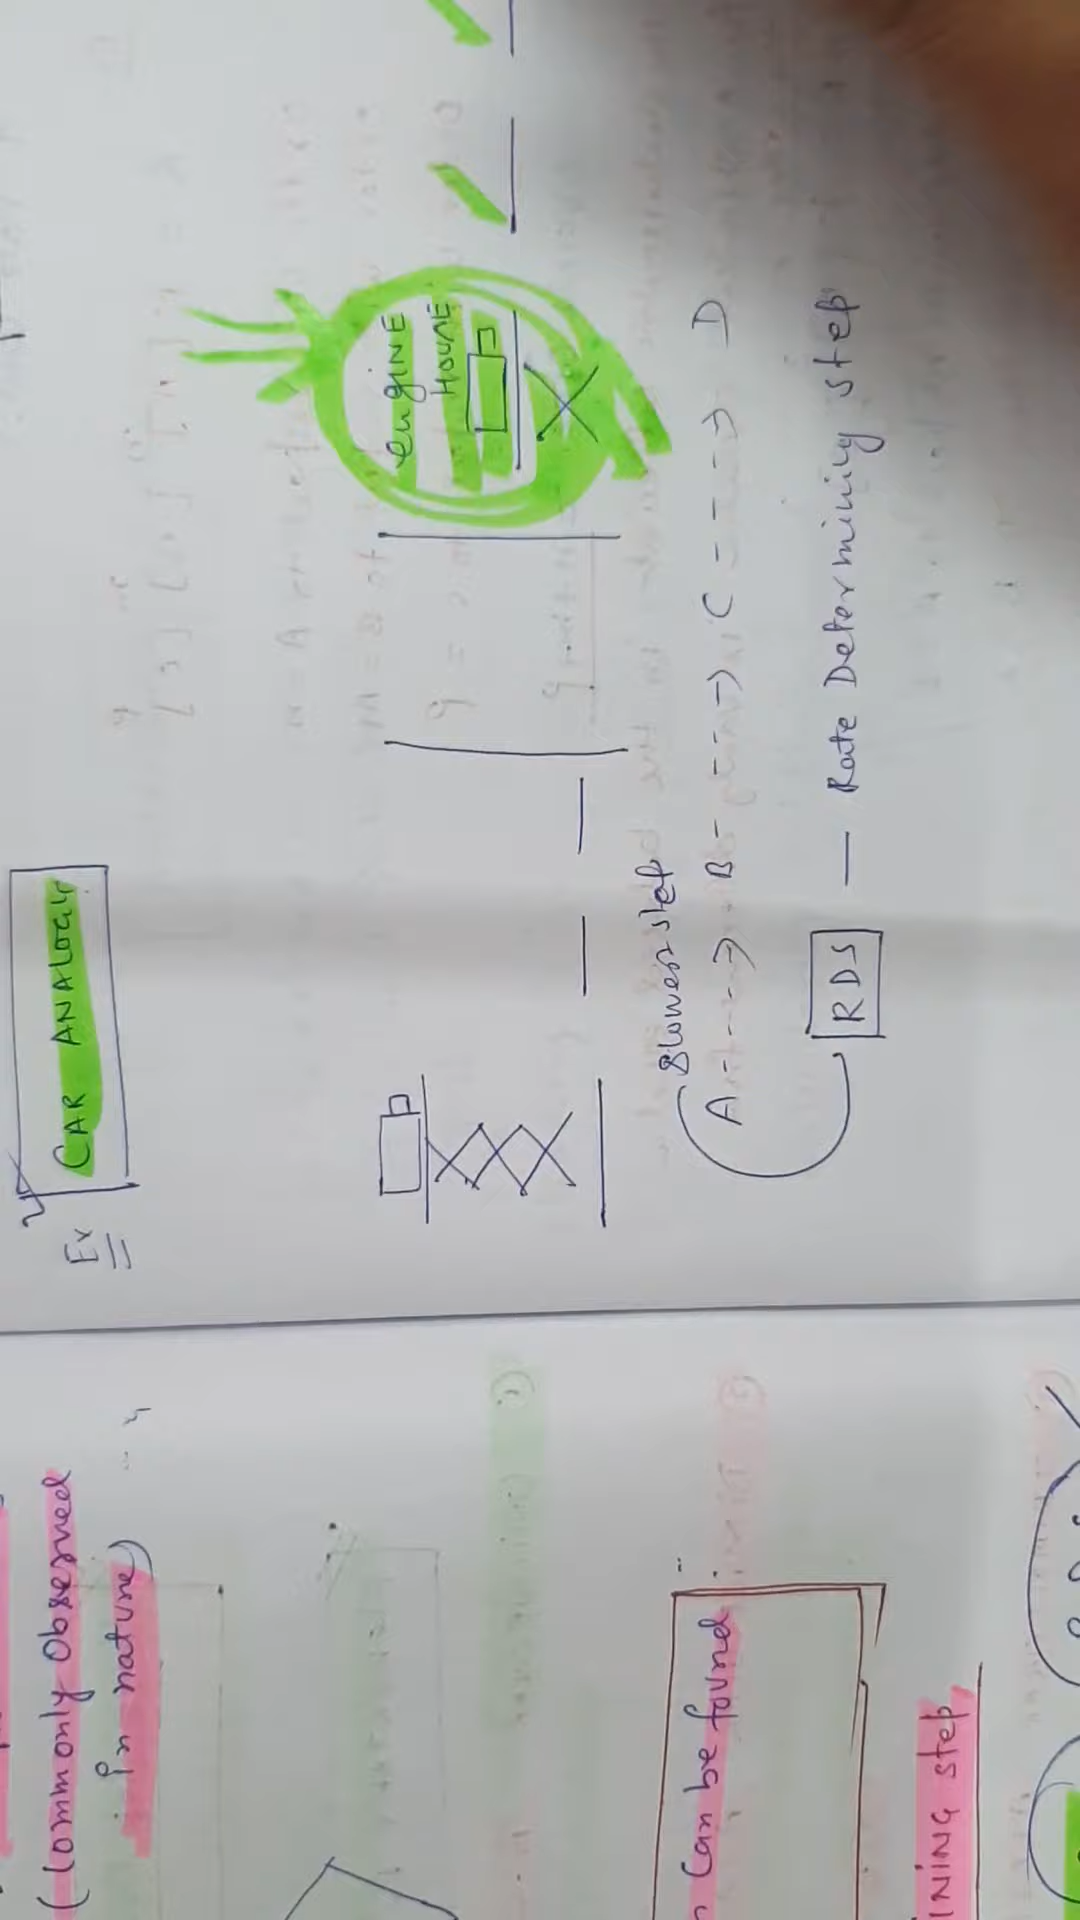 Ex
CAR ANALOGY
ENGINE
HOUSE
Slower step
A ----> B ----> C ----> D
RDS — Rate Determining step
(Commonly Observed
in nature)
can be found
INING step